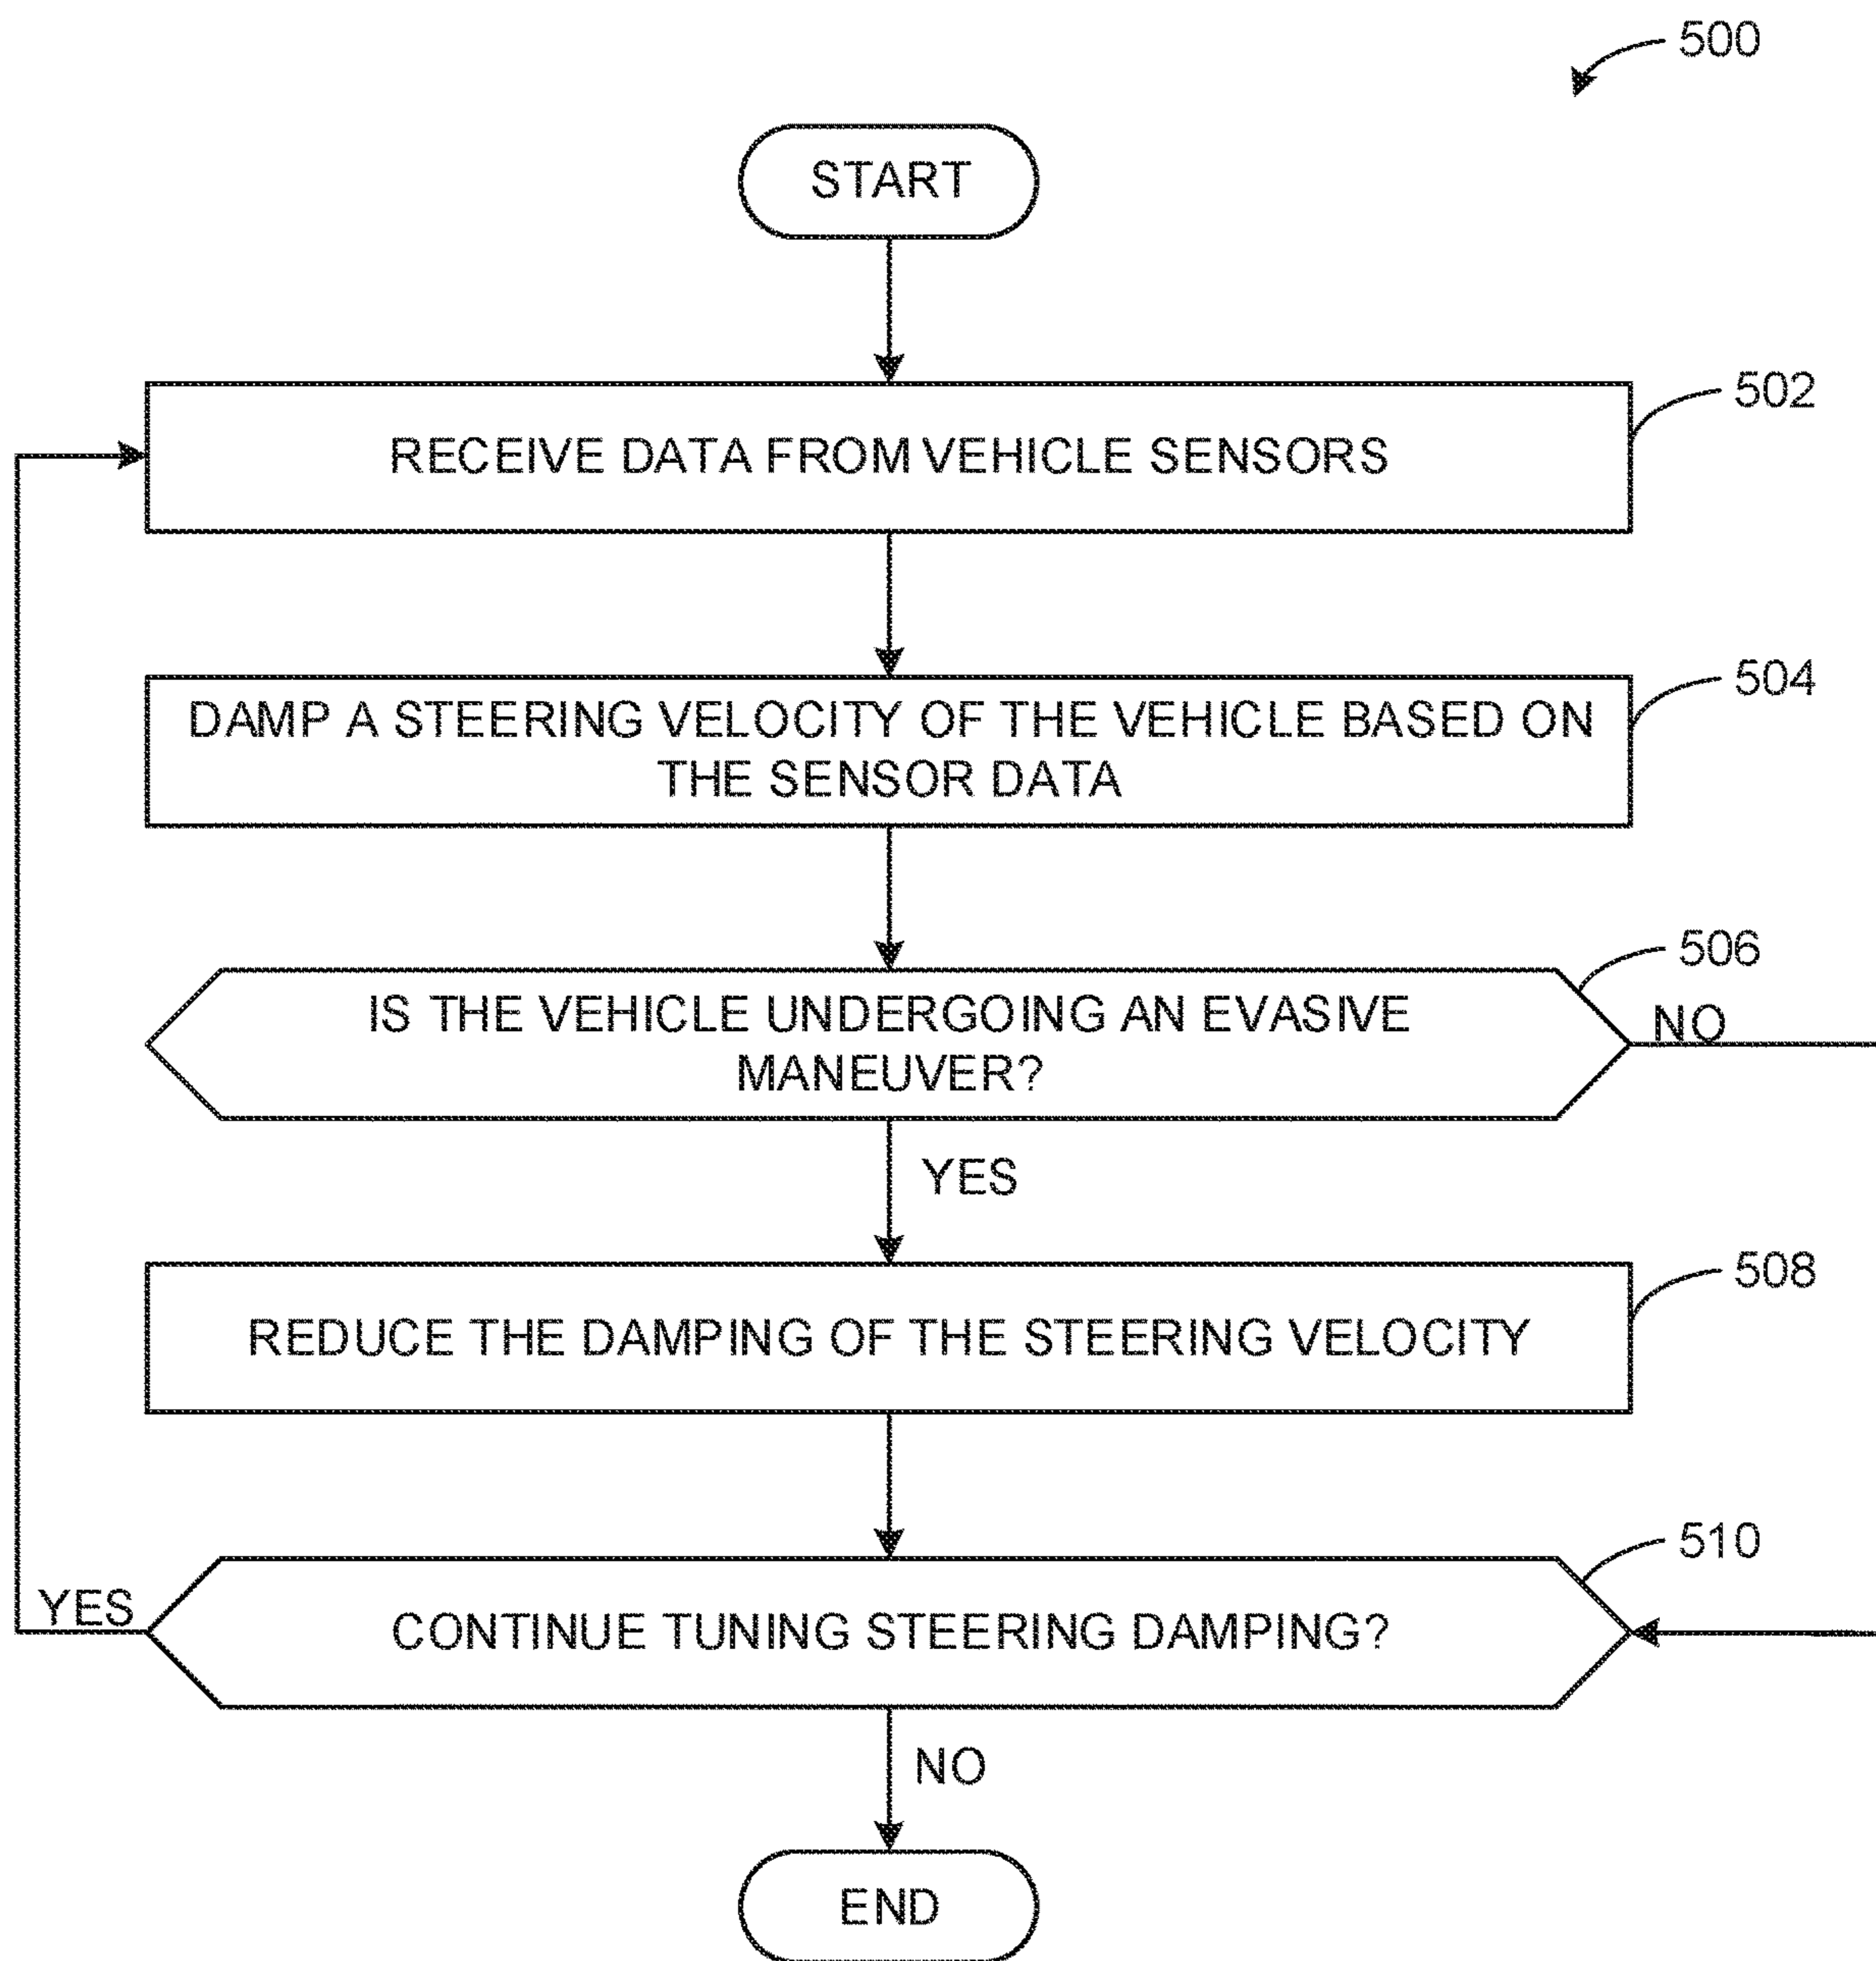 500
START
502
RECEIVE DATA FROM VEHICLE SENSORS
504
DAMP A STEERING VELOCITY OF THE VEHICLE BASED ON
THE SENSOR DATA
506
IS THE VEHICLE UNDERGOING AN EVASIVE
MANEUVER?
NO
YES
508
REDUCE THE DAMPING OF THE STEERING VELOCITY
510
YES
CONTINUE TUNING STEERING DAMPING?
NO
END